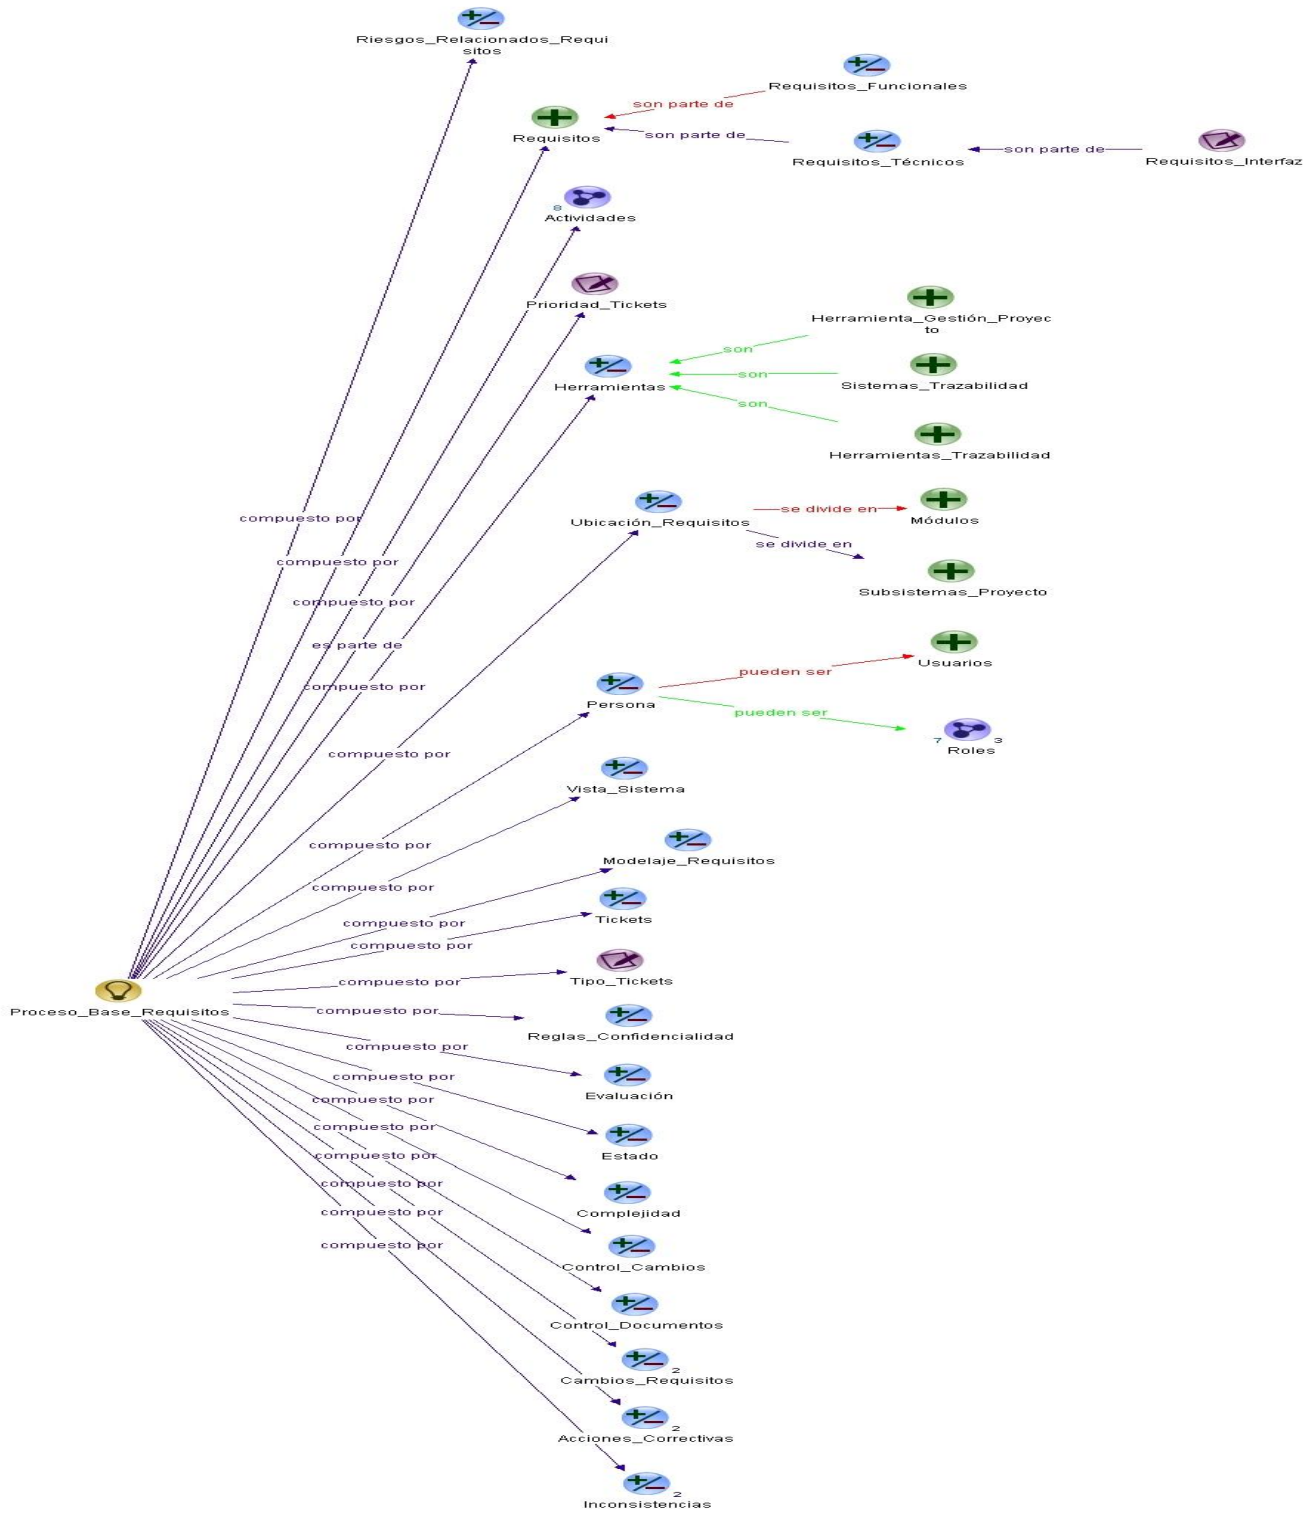 Riesgos_Relacionados_Requi
sitos
Requisitos_Funcionales
son parte de
Requisitos
son parte de
Requisitos_Técnicos
son parte de
Requisitos_Interfaz
8
Actividades
Prioridad_Tickets
Herramienta_Gestión_Proyec
to
son
Herramientas
son
Sistemas_Trazabilidad
son
Herramientas_Trazabilidad
Ubicación_Requisitos
se divide en
Módulos
se divide en
Subsistemas_Proyecto
compuesto por
compuesto por
compuesto por
es parte de
compuesto por
Usuarios
pueden ser
Persona
pueden ser
7
3
Roles
compuesto por
Vista_Sistema
compuesto por
Modelaje_Requisitos
compuesto por
Tickets
compuesto por
compuesto por
Tipo_Tickets
compuesto por
Proceso_Base_Requisitos
compuesto por
Reglas_Confidencialidad
compuesto por
Evaluación
compuesto por
compuesto por
compuesto por
Estado
compuesto por
compuesto por
Complejidad
compuesto por
compuesto por
Control_Cambios
Control_Documentos
2
Cambios_Requisitos
2
Acciones_Correctivas
2
Inconsistencias